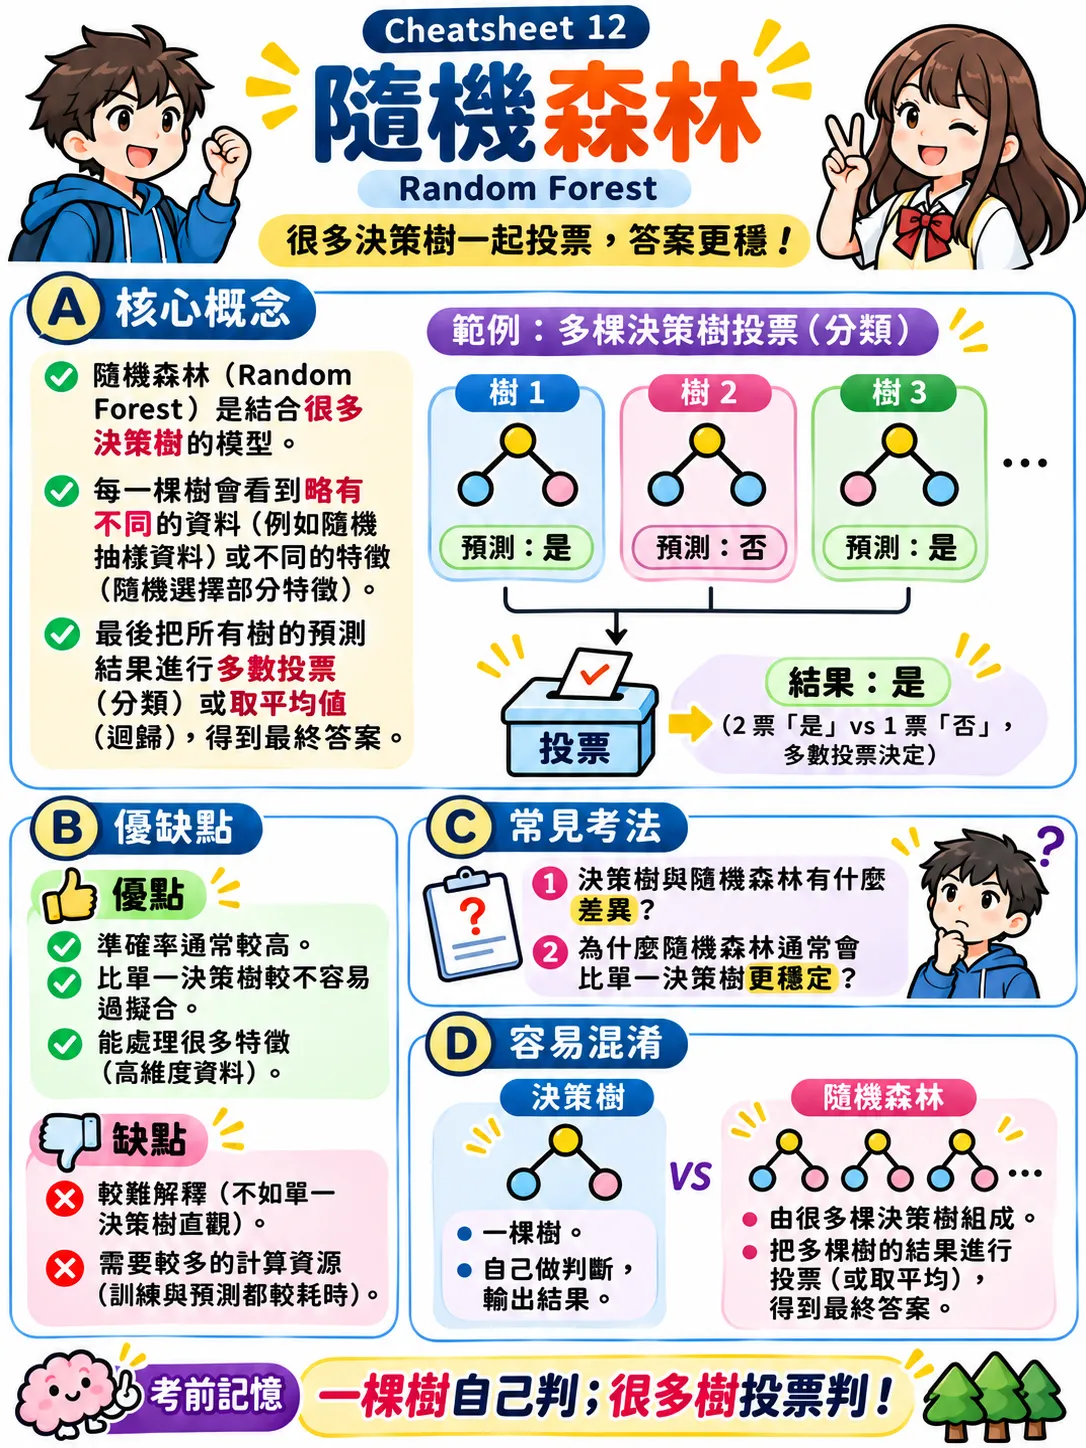 Cheatsheet 12
隨機森林
Random Forest
很多決策樹一起投票，答案更穩！
A 核心概念
隨機森林（Random
Forest）是結合很多
決策樹的模型。
每一棵樹會看到略有
不同的資料（例如隨機
抽樣資料）或不同的特徵
（隨機選擇部分特徵）。
最後把所有樹的預測
結果進行多數投票
（分類）或取平均值
（迴歸），得到最終答案。
範例：多棵決策樹投票（分類）
樹 1
樹 2
樹 3
...
預測：是
預測：否
預測：是
投票
結果：是
（2 票「是」vs 1 票「否」，
多數投票決定）
B 優缺點
優點
準確率通常較高。
比單一決策樹較不容易
過擬合。
能處理很多特徵
（高維度資料）。
缺點
較難解釋（不如單一
決策樹直觀）。
需要較多的計算資源
（訓練與預測都較耗時）。
C 常見考法
?
1 決策樹與隨機森林有什麼
差異？
2 為什麼隨機森林通常會
比單一決策樹更穩定？
?
D 容易混淆
決策樹
一棵樹。
自己做判斷，
輸出結果。
VS
隨機森林
...
由很多棵決策樹組成。
把多棵樹的結果進行
投票（或取平均），
得到最終答案。
考前記憶
一棵樹自己判；很多樹投票判！